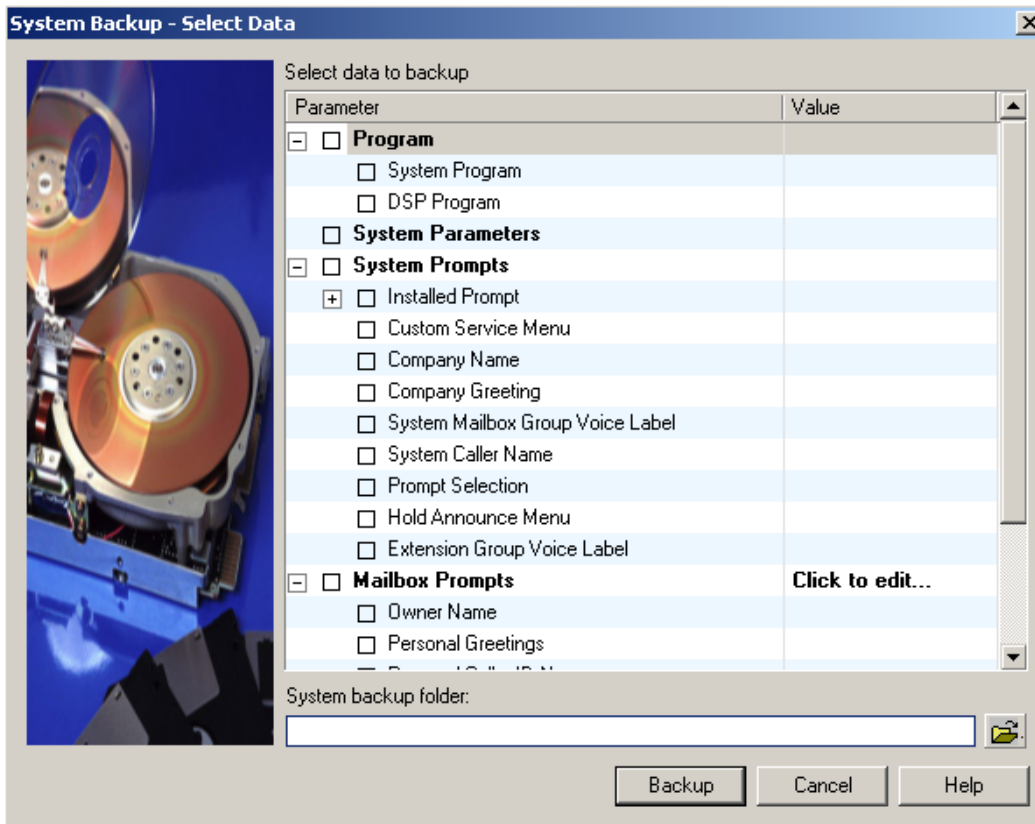 System Backup - Select Data
Select data to backup
Parameter Value
Program
System Program
DSP Program
System Parameters
System Prompts
Installed Prompt
Custom Service Menu
Company Name
Company Greeting
System Mailbox Group Voice Label
System Caller Name
Prompt Selection
Hold Announce Menu
Extension Group Voice Label
Mailbox Prompts Click to edit...
Owner Name
Personal Greetings
System backup folder:
Backup Cancel Help